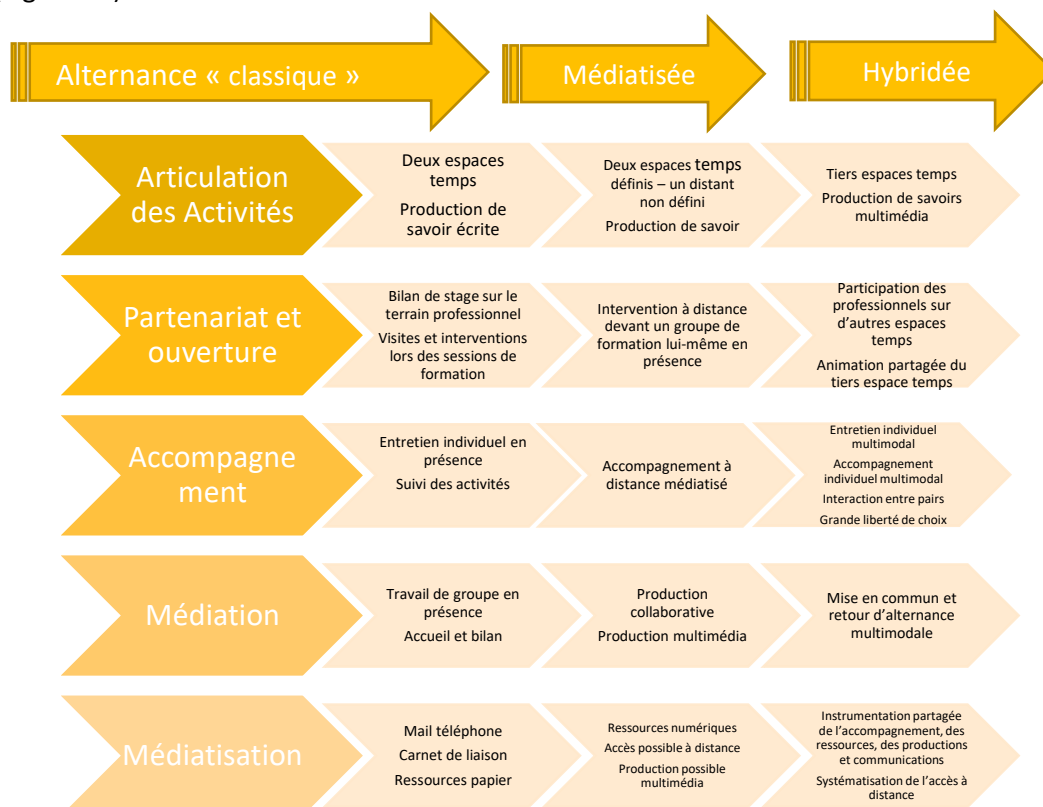 Alternance « classique »
Médiatisée
Hybridée
Articulation
des Activités
Deux espaces
temps
Production de
savoir écrite
Deux espaces temps
définis – un distant
non défini
Production de savoir
Tiers espaces temps
Production de savoirs
multimédia
Partenariat et
ouverture
Bilan de stage sur le
terrain professionnel
Visites et interventions
lors des sessions de
formation
Intervention à distance
devant un groupe de
formation lui-même en
présence
Participation des
professionnels sur
d'autres espaces
temps
Animation partagée du
tiers espace temps
Accompagne
ment
Entretien individuel en
présence
Suivi des activités
Accompagnement à
distance médiatisé
Entretien individuel
multimodal
Accompagnement
individuel multimodal
Interaction entre pairs
Grande liberté de choix
Médiation
Travail de groupe en
présence
Accueil et bilan
Production
collaborative
Production multimédia
Mise en commun et
retour d'alternance
multimodale
Médiatisation
Mail téléphone
Carnet de liaison
Ressources papier
Ressources numériques
Accès possible à distance
Production possible
multimédia
Instrumentation partagée
de l'accompagnement, des
ressources, des productions
et communications
Systématisation de l'accès à
distance